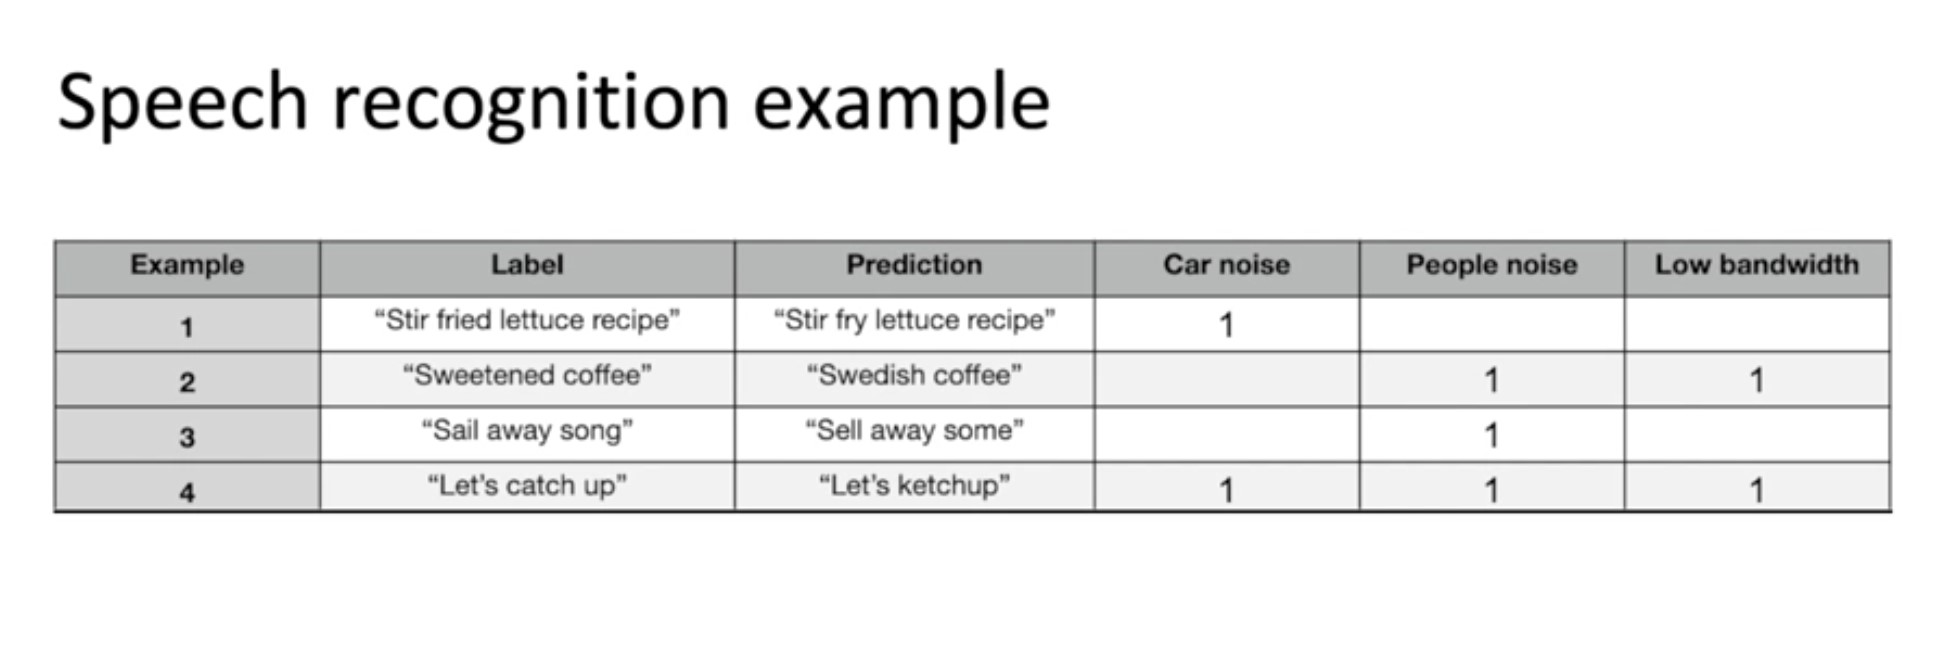 Speech recognition example
Example Label Prediction Car noise People noise Low bandwidth
1 “Stir fried lettuce recipe” “Stir fry lettuce recipe” 1
2 “Sweetened coffee” “Swedish coffee” 1 1
3 “Sail away song” “Sell away some” 1
4 “Let’s catch up” “Let’s ketchup” 1 1 1